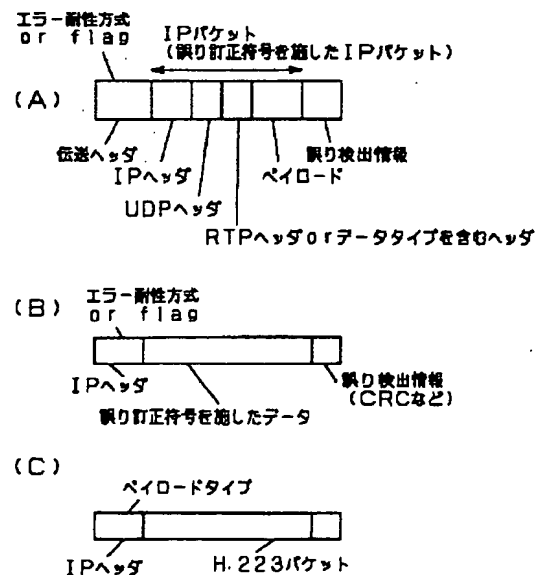 エラー耐性方式
or flag
IPパケット
(誤り訂正符号を施したIPパケット)
(A)
伝送ヘッダ
IPヘッダ
UDPヘッダ
誤り検出情報
ペイロード
RTPヘッダorデータタイプを含むヘッダ
(B)
エラー耐性方式
or flag
IPヘッダ
誤り訂正符号を施したデータ
誤り検出情報
(CRCなど)
(C)
ペイロードタイプ
IPヘッダ
H.223パケット